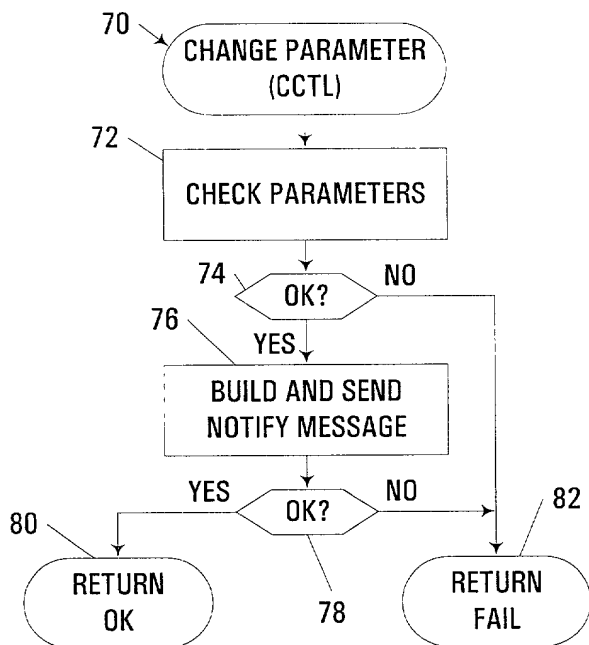 70
CHANGE PARAMETER
(CCTL)
72
CHECK PARAMETERS
74
OK?
NO
76
YES
BUILD AND SEND
NOTIFY MESSAGE
YES
OK?
NO
80
82
RETURN
OK
78
RETURN
FAIL